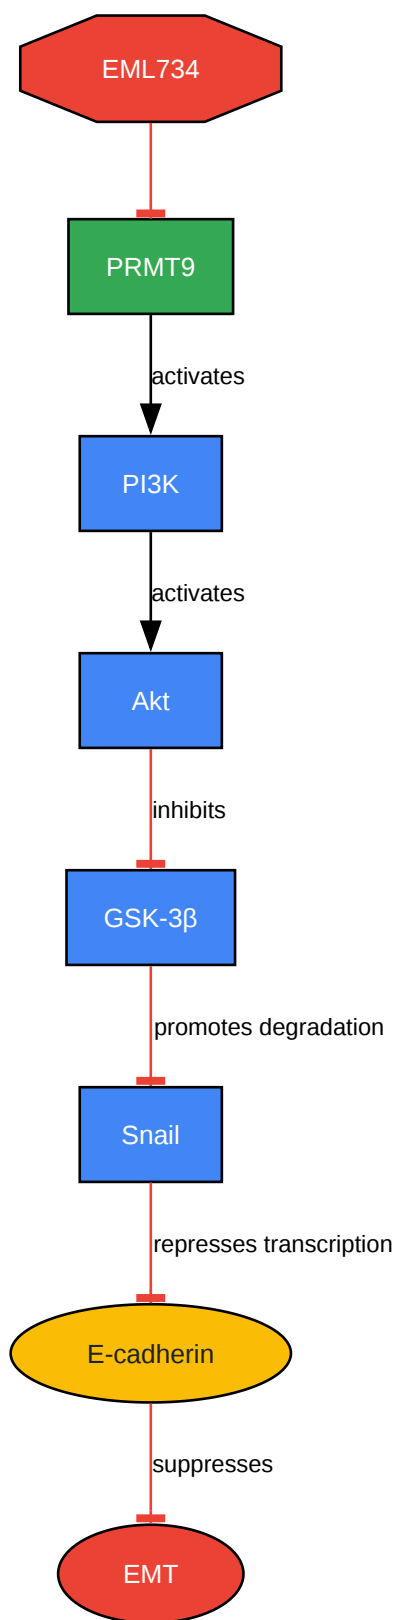 EML734
PRMT9
activates
PI3K
activates
Akt
inhibits
GSK-3β
promotes degradation
Snail
represses transcription
E-cadherin
suppresses
EMT